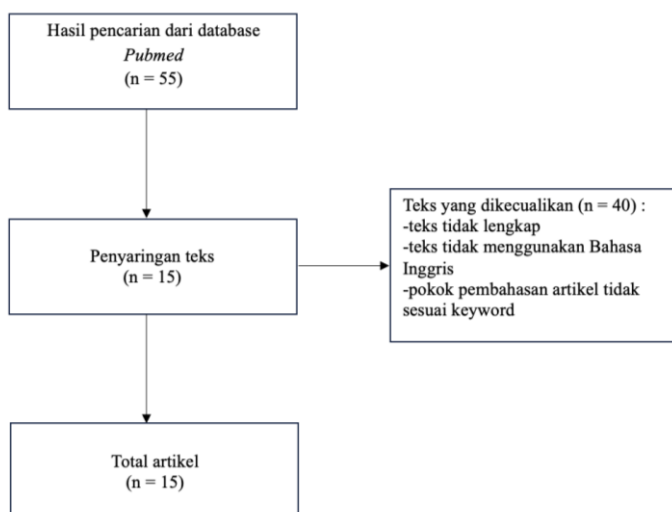 Hasil pencarian dari database
Pubmed
(n = 55)
Penyaringan teks
(n = 15)
Teks yang dikecualikan (n = 40) :
-teks tidak lengkap
-teks tidak menggunakan Bahasa
Inggris
-pokok pembahasan artikel tidak
sesuai keyword
Total artikel
(n = 15)